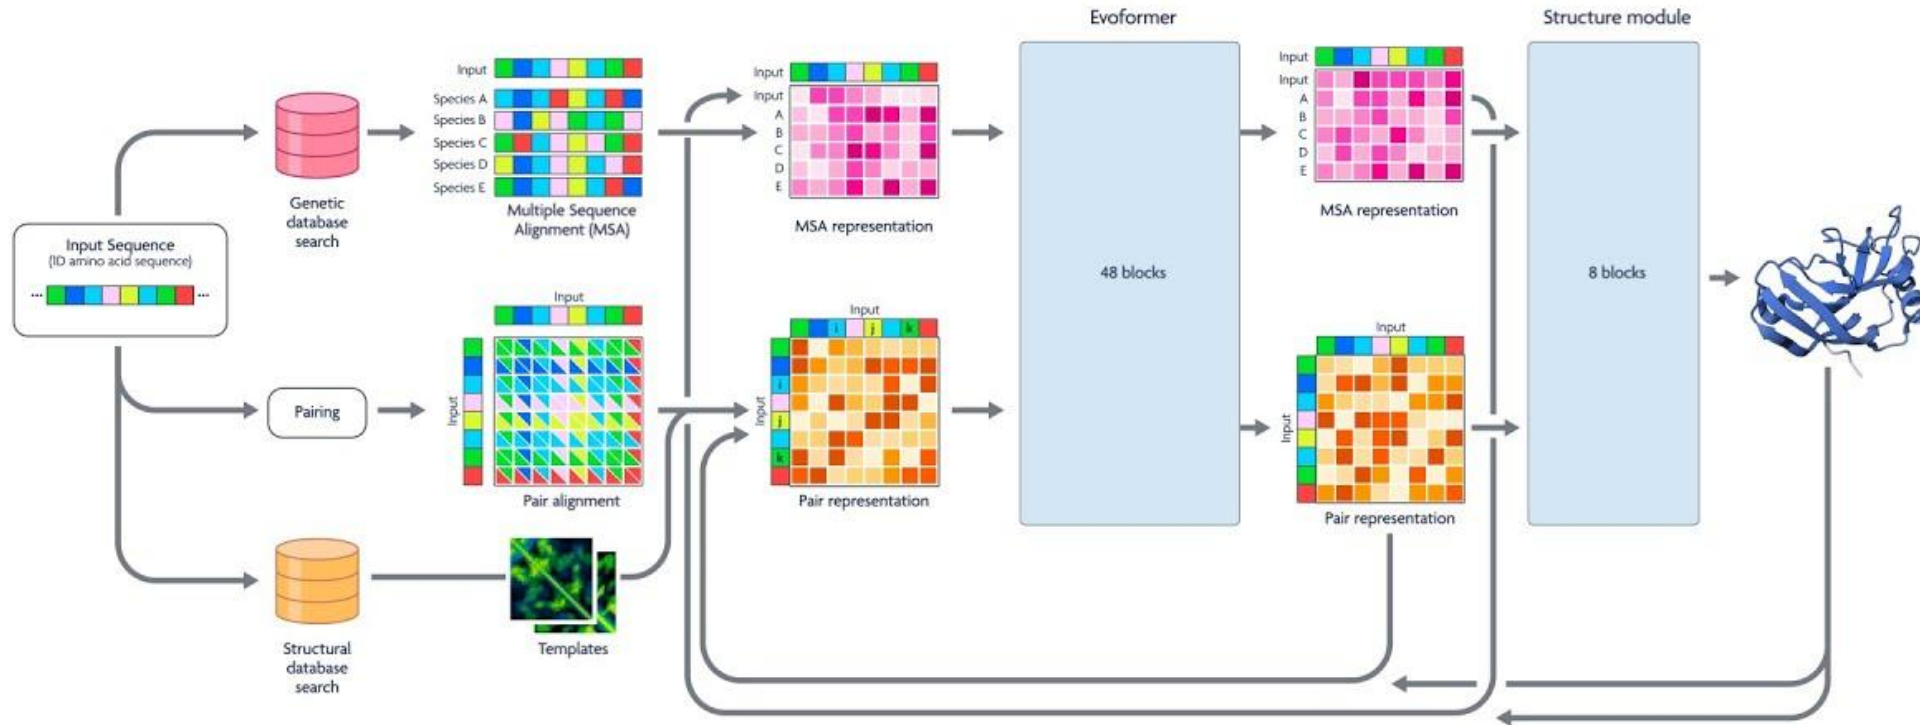 Evoformer
Structure module
Input
Species A
Species B
Species C
Species D
Species E
Multiple Sequence
Alignment (MSA)
Genetic
database
search
Input Sequence
(ID amino acid sequence)
...
...
Input
Input
A
B
C
D
E
MSA representation
48 blocks
Input
Input
A
B
C
D
E
MSA representation
8 blocks
Pairing
Input
Input
Pair alignment
Input
i
j
k
Input
i
j
k
Pair representation
Input
Input
Pair representation
Structural
database
search
Templates